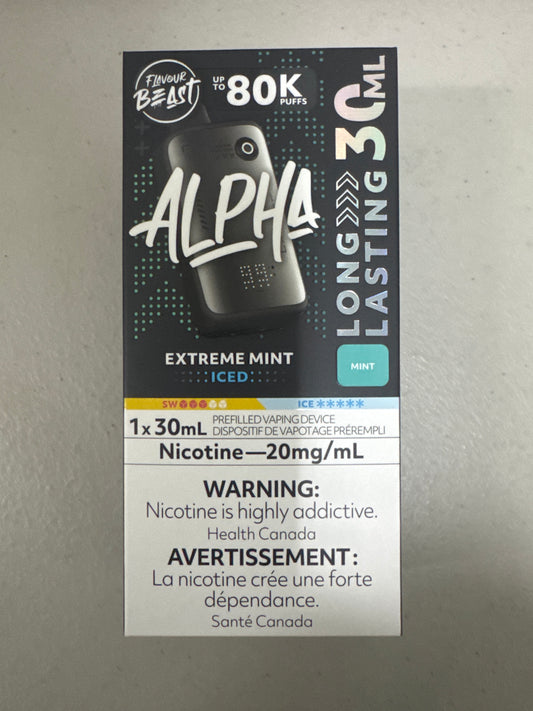 FLAVOUR
BEAST
UP TO 80K PUFFS
LONG LASTING 30ML
ALPHA
EXTREME MINT
ICED
MINT
SW
ICE
1 x 30mL PREFILLED VAPING DEVICE
DISPOSITIF DE VAPOTAGE PRÉREMPLI
Nicotine—20mg/mL
WARNING:
Nicotine is highly addictive.
Health Canada
AVERTISSEMENT:
La nicotine crée une forte
dépendance.
Santé Canada